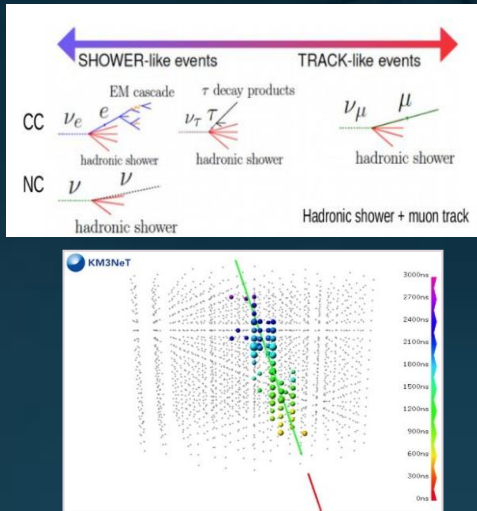 SHOWER-like events
TRACK-like events
EM cascade
τ decay products
CC
νe
e
ντ
τ
νμ
μ
hadronic shower
hadronic shower
hadronic shower
NC
ν
ν
hadronic shower
Hadronic shower + muon track
KM3NeT
3000ns
2700ns
2400ns
2100ns
1800ns
1500ns
1200ns
900ns
600ns
300ns
0ns